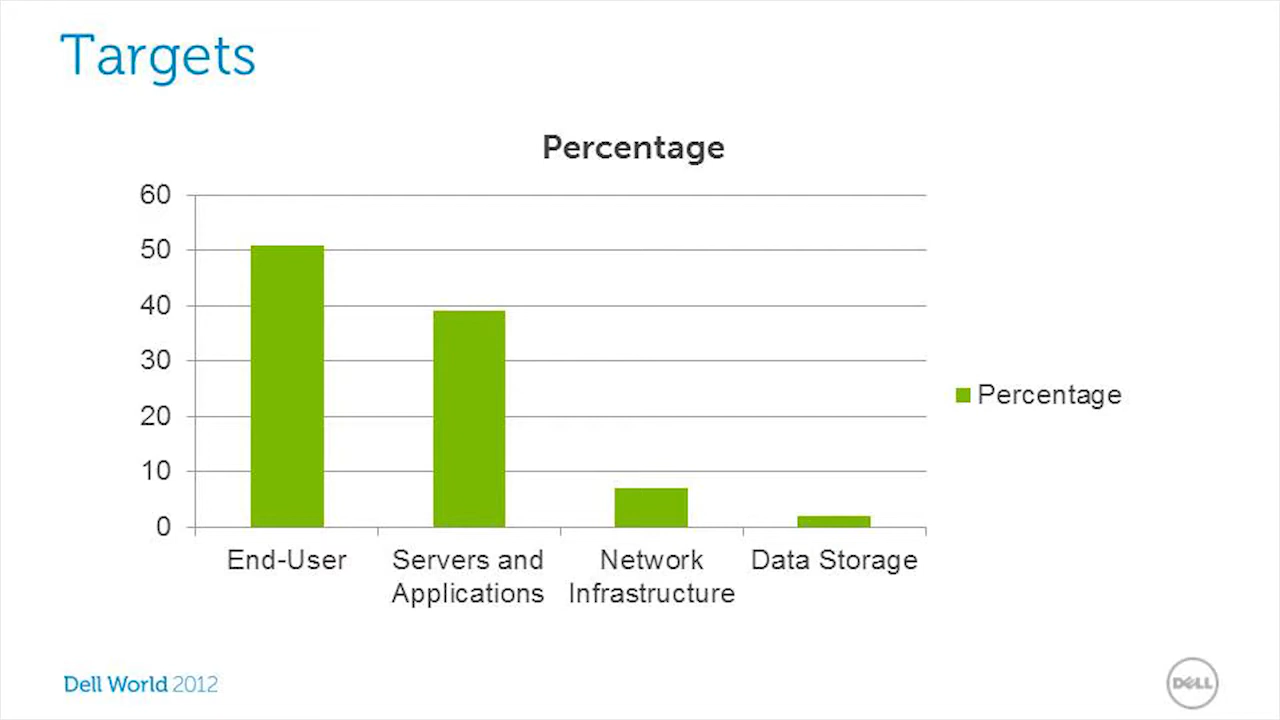 Targets
Percentage
60
50
40
30
20
10
0
Percentage
End-User
Servers and
Applications
Network
Infrastructure
Data Storage
Dell World 2012
DELL